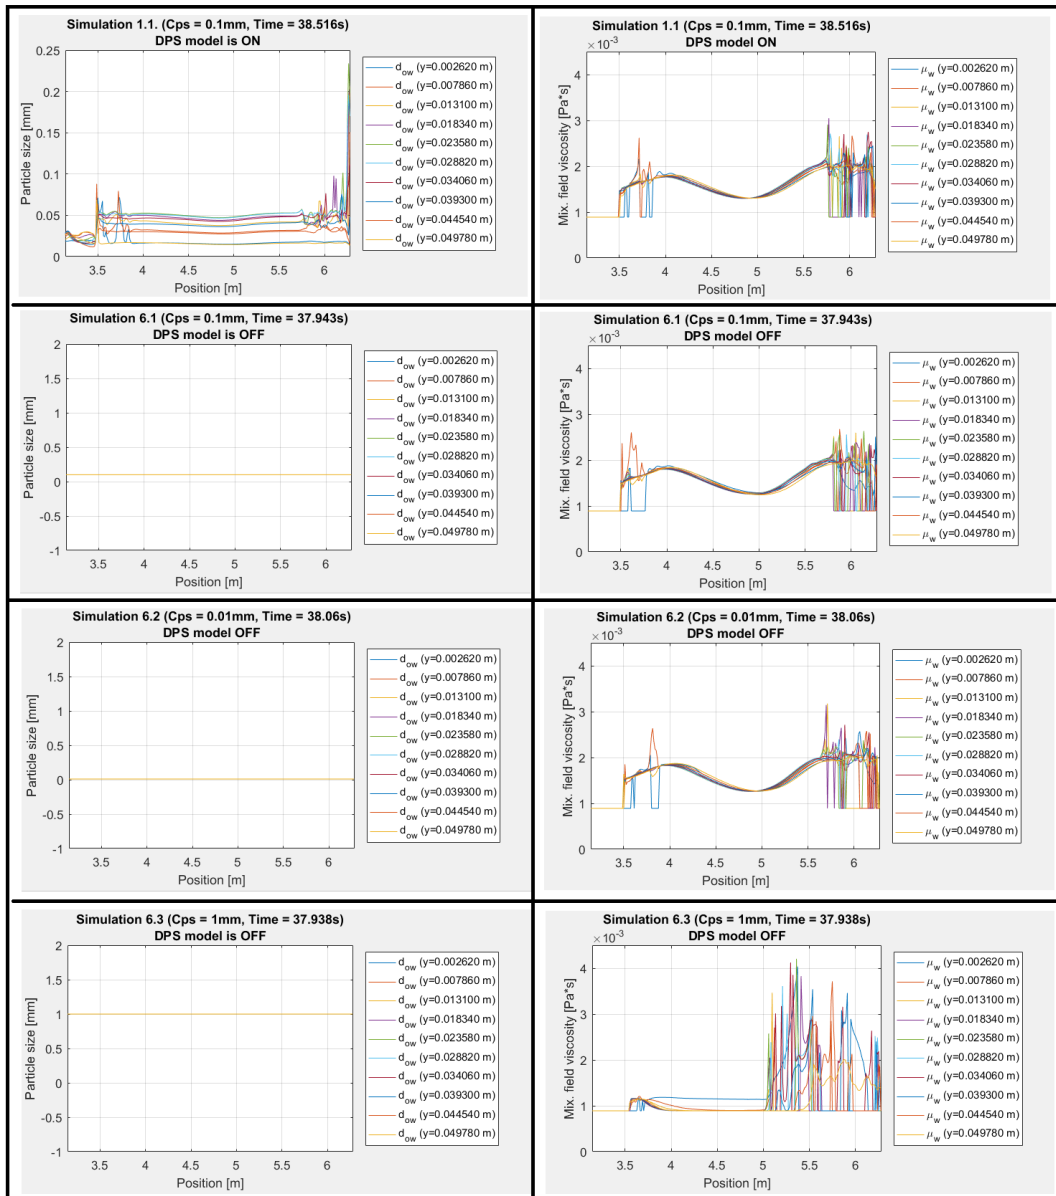 Simulation 1.1. (Cps = 0.1mm, Time = 38.516s)
DPS model is ON
Particle size [mm]
0.25
0.2
0.15
0.1
0.05
0
3.5 4 4.5 5 5.5 6
Position [m]
d_ow (y=0.002620 m)
d_ow (y=0.007860 m)
d_ow (y=0.013100 m)
d_ow (y=0.018340 m)
d_ow (y=0.023580 m)
d_ow (y=0.028820 m)
d_ow (y=0.034060 m)
d_ow (y=0.039300 m)
d_ow (y=0.044540 m)
d_ow (y=0.049780 m)
Simulation 1.1 (Cps = 0.1mm, Time = 38.516s)
DPS model ON
×10⁻³
Mix. field viscosity [Pa*s]
4
3
2
1
0
3.5 4 4.5 5 5.5 6
Position [m]
μ_w (y=0.002620 m)
μ_w (y=0.007860 m)
μ_w (y=0.013100 m)
μ_w (y=0.018340 m)
μ_w (y=0.023580 m)
μ_w (y=0.028820 m)
μ_w (y=0.034060 m)
μ_w (y=0.039300 m)
μ_w (y=0.044540 m)
μ_w (y=0.049780 m)
Simulation 6.1 (Cps = 0.1mm, Time = 37.943s)
DPS model is OFF
Particle size [mm]
2
1.5
1
0.5
0
-0.5
-1
3.5 4 4.5 5 5.5 6
Position [m]
d_ow (y=0.002620 m)
d_ow (y=0.007860 m)
d_ow (y=0.013100 m)
d_ow (y=0.018340 m)
d_ow (y=0.023580 m)
d_ow (y=0.028820 m)
d_ow (y=0.034060 m)
d_ow (y=0.039300 m)
d_ow (y=0.044540 m)
d_ow (y=0.049780 m)
Simulation 6.1 (Cps = 0.1mm, Time = 37.943s)
DPS model OFF
×10⁻³
Mix. field viscosity [Pa*s]
4
3
2
1
0
3.5 4 4.5 5 5.5 6
Position [m]
μ_w (y=0.002620 m)
μ_w (y=0.007860 m)
μ_w (y=0.013100 m)
μ_w (y=0.018340 m)
μ_w (y=0.023580 m)
μ_w (y=0.028820 m)
μ_w (y=0.034060 m)
μ_w (y=0.039300 m)
μ_w (y=0.044540 m)
μ_w (y=0.049780 m)
Simulation 6.2 (Cps = 0.01mm, Time = 38.06s)
DPS model OFF
Particle size [mm]
2
1.5
1
0.5
0
-0.5
-1
3.5 4 4.5 5 5.5 6
Position [m]
d_ow (y=0.002620 m)
d_ow (y=0.007860 m)
d_ow (y=0.013100 m)
d_ow (y=0.018340 m)
d_ow (y=0.023580 m)
d_ow (y=0.028820 m)
d_ow (y=0.034060 m)
d_ow (y=0.039300 m)
d_ow (y=0.044540 m)
d_ow (y=0.049780 m)
Simulation 6.2 (Cps = 0.01mm, Time = 38.06s)
DPS model OFF
×10⁻³
Mix. field viscosity [Pa*s]
4
3
2
1
0
3.5 4 4.5 5 5.5 6
Position [m]
μ_w (y=0.002620 m)
μ_w (y=0.007860 m)
μ_w (y=0.013100 m)
μ_w (y=0.018340 m)
μ_w (y=0.023580 m)
μ_w (y=0.028820 m)
μ_w (y=0.034060 m)
μ_w (y=0.039300 m)
μ_w (y=0.044540 m)
μ_w (y=0.049780 m)
Simulation 6.3 (Cps = 1mm, Time = 37.938s)
DPS model is OFF
Particle size [mm]
2
1.5
1
0.5
0
-0.5
-1
3.5 4 4.5 5 5.5 6
Position [m]
d_ow (y=0.002620 m)
d_ow (y=0.007860 m)
d_ow (y=0.013100 m)
d_ow (y=0.018340 m)
d_ow (y=0.023580 m)
d_ow (y=0.028820 m)
d_ow (y=0.034060 m)
d_ow (y=0.039300 m)
d_ow (y=0.044540 m)
d_ow (y=0.049780 m)
Simulation 6.3 (Cps = 1mm, Time = 37.938s)
DPS model OFF
×10⁻³
Mix. field viscosity [Pa*s]
4
3
2
1
0
3.5 4 4.5 5 5.5 6
Position [m]
μ_w (y=0.002620 m)
μ_w (y=0.007860 m)
μ_w (y=0.013100 m)
μ_w (y=0.018340 m)
μ_w (y=0.023580 m)
μ_w (y=0.028820 m)
μ_w (y=0.034060 m)
μ_w (y=0.039300 m)
μ_w (y=0.044540 m)
μ_w (y=0.049780 m)